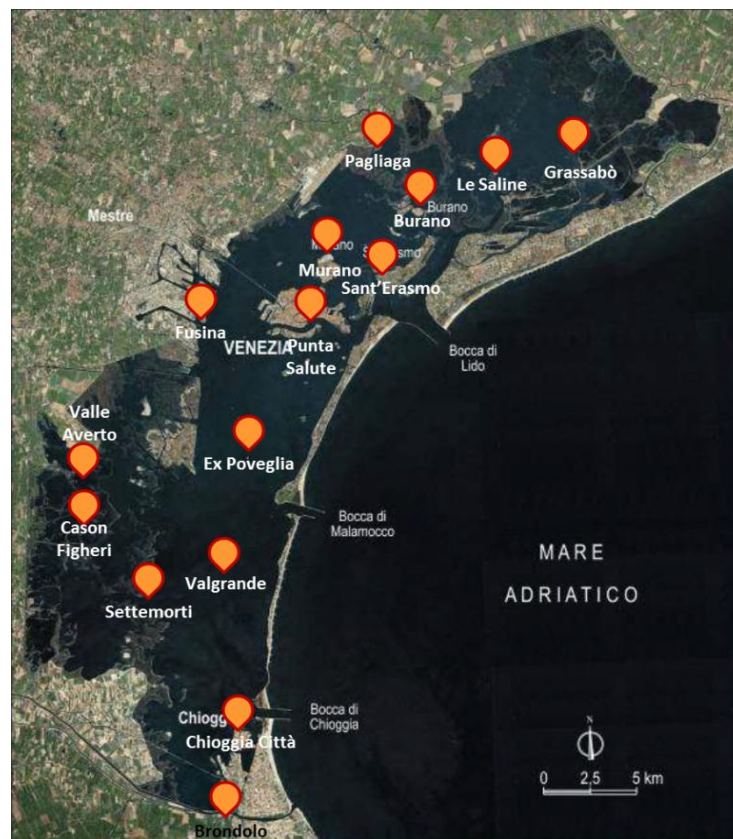 Pagliaga
Le Saline
Grassabò
Burano
Burano
Mestre
Murano
Sant'Erasmo
Fusina
VENEZIA
Punta
Salute
Bocca di
Lido
Valle
Averto
Ex Poveglia
Bocca di
Malamocco
Cason
Figheri
MARE
ADRIATICO
Valgrande
Settemorti
Bocca di
Chioggia
Chioggia Città
N
0 2,5 5 km
Brondolo